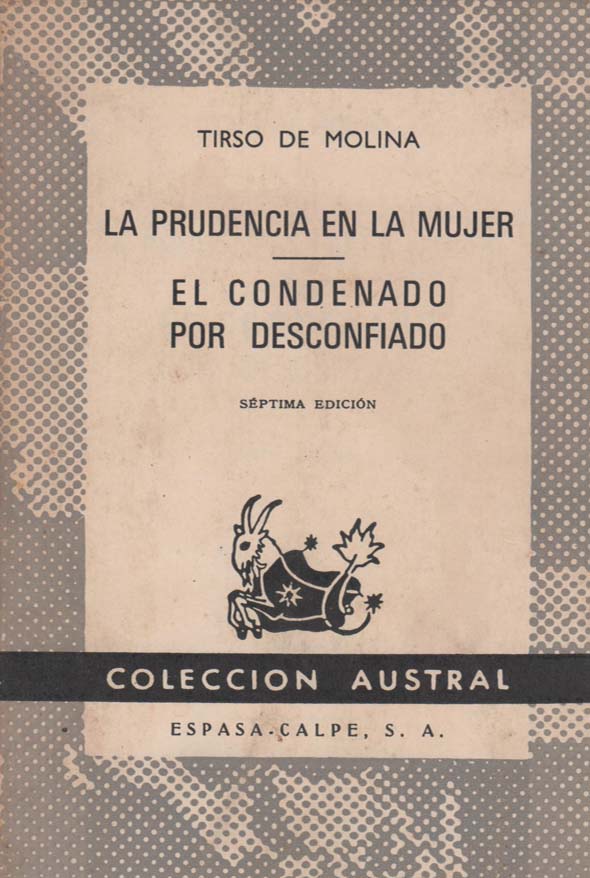 TIRSO DE MOLINA
LA PRUDENCIA EN LA MUJER
EL CONDENADO
POR DESCONFIADO
SÉPTIMA EDICIÓN
COLECCION AUSTRAL
ESPASA-CALPE, S. A.